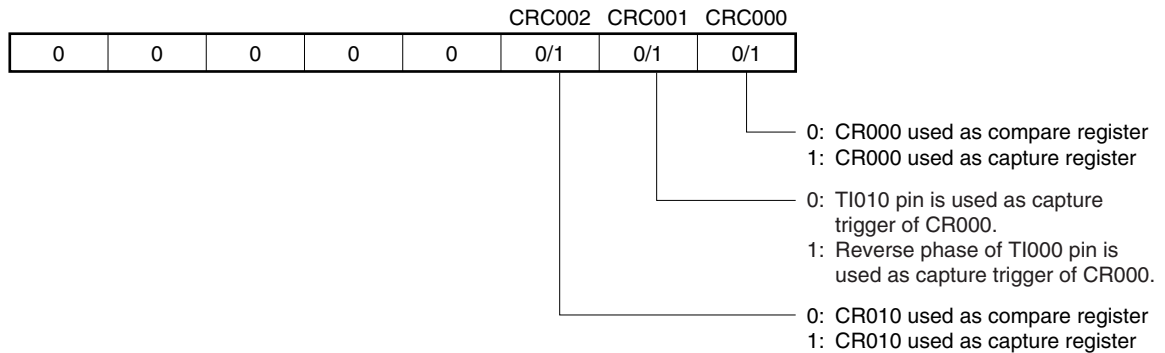 CRC002 CRC001 CRC000
0 0 0 0 0 0/1 0/1 0/1
0: CR000 used as compare register
1: CR000 used as capture register
0: TI010 pin is used as capture
trigger of CR000.
1: Reverse phase of TI000 pin is
used as capture trigger of CR000.
0: CR010 used as compare register
1: CR010 used as capture register